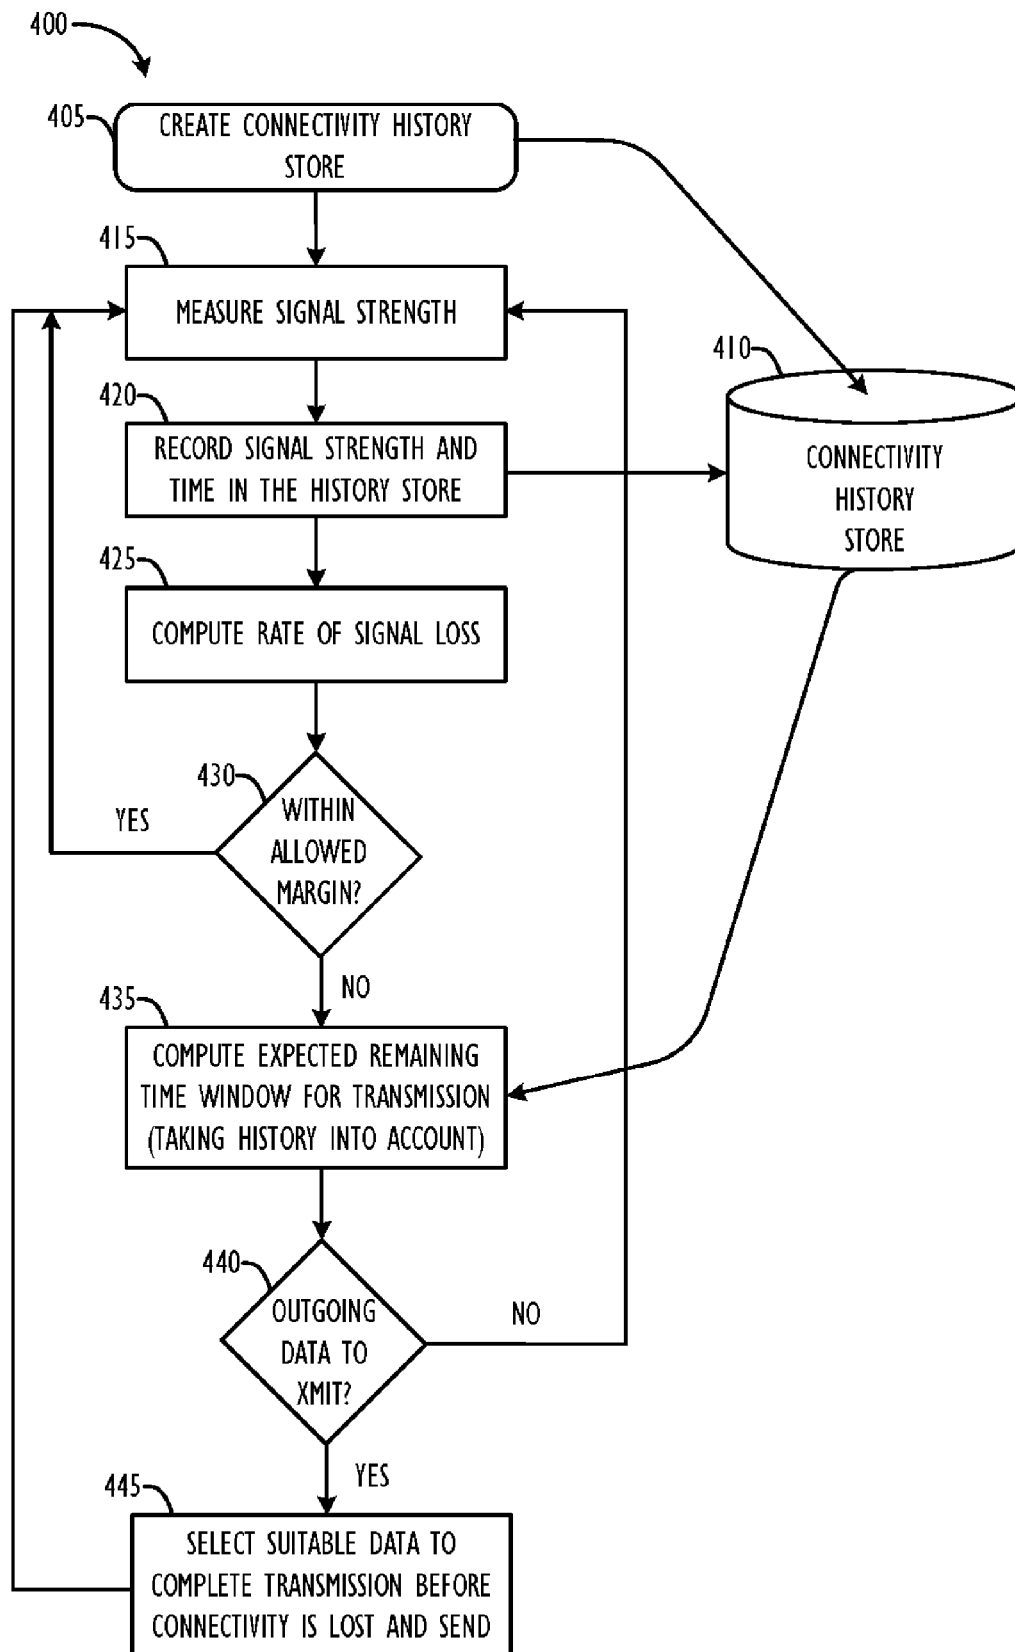 400
405
CREATE CONNECTIVITY HISTORY
STORE
415
MEASURE SIGNAL STRENGTH
410
CONNECTIVITY
HISTORY
STORE
420
RECORD SIGNAL STRENGTH AND
TIME IN THE HISTORY STORE
425
COMPUTE RATE OF SIGNAL LOSS
430
WITHIN
ALLOWED
MARGIN?
YES
NO
435
COMPUTE EXPECTED REMAINING
TIME WINDOW FOR TRANSMISSION
(TAKING HISTORY INTO ACCOUNT)
440
OUTGOING
DATA TO
XMIT?
NO
YES
445
SELECT SUITABLE DATA TO
COMPLETE TRANSMISSION BEFORE
CONNECTIVITY IS LOST AND SEND